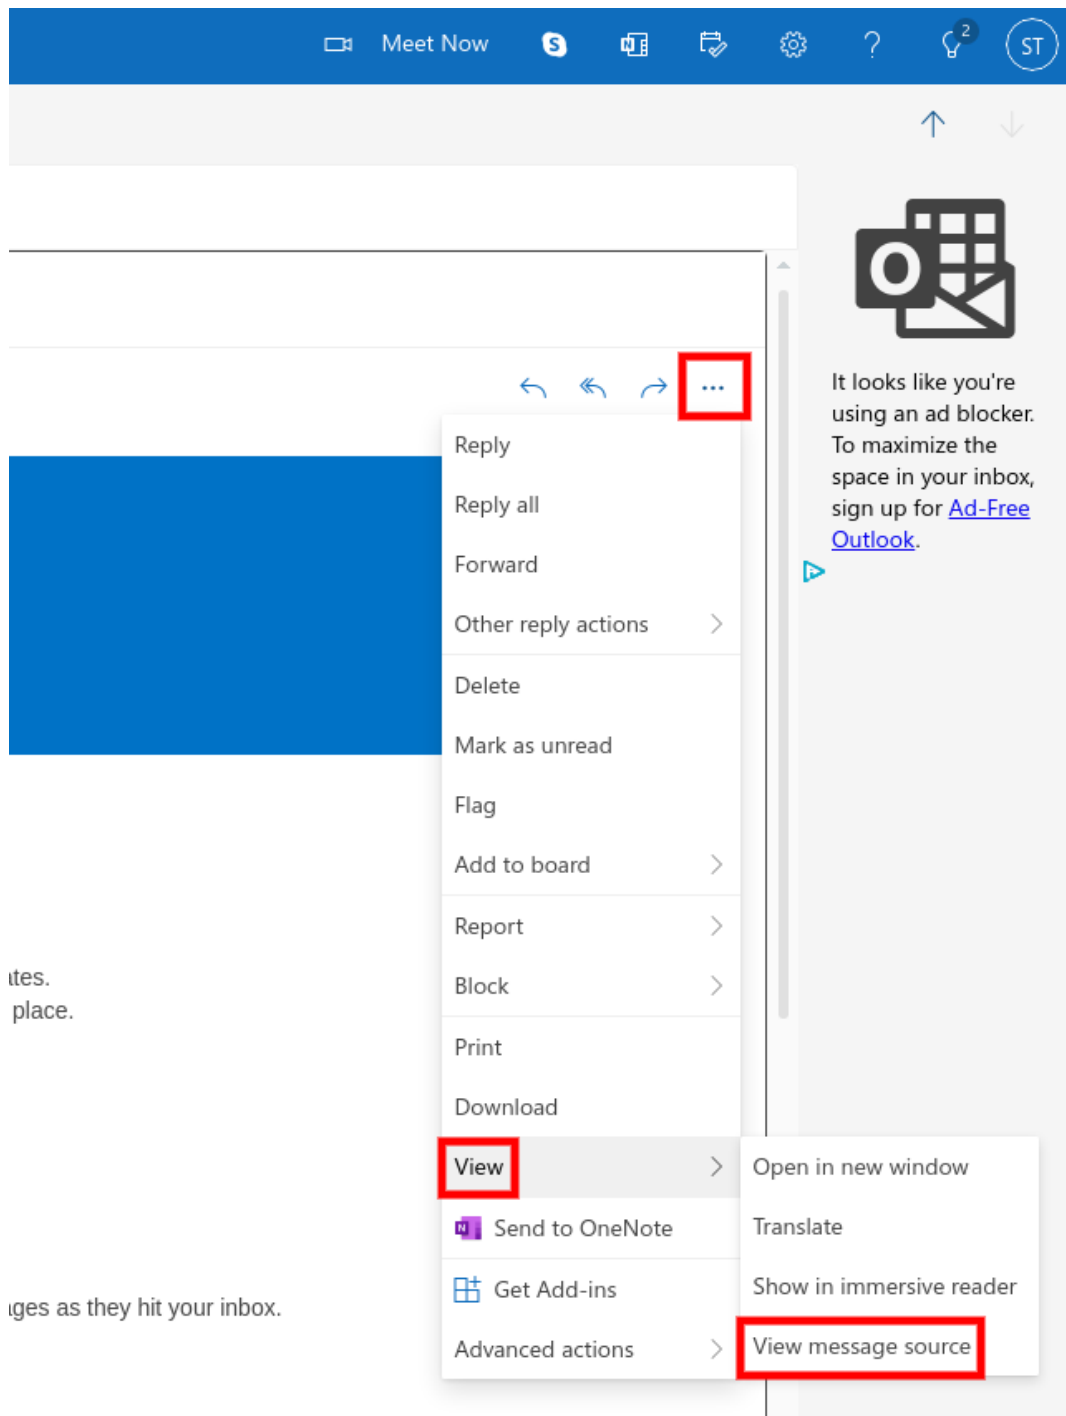 Meet Now
2
ST
It looks like you're
using an ad blocker.
To maximize the
space in your inbox,
sign up for Ad-Free
Outlook.
Reply
Reply all
Forward
Other reply actions
Delete
Mark as unread
Flag
Add to board
Report
Block
Print
Download
View
Send to OneNote
Get Add-ins
Advanced actions
Open in new window
Translate
Show in immersive reader
View message source
ates.
place.
ages as they hit your inbox.